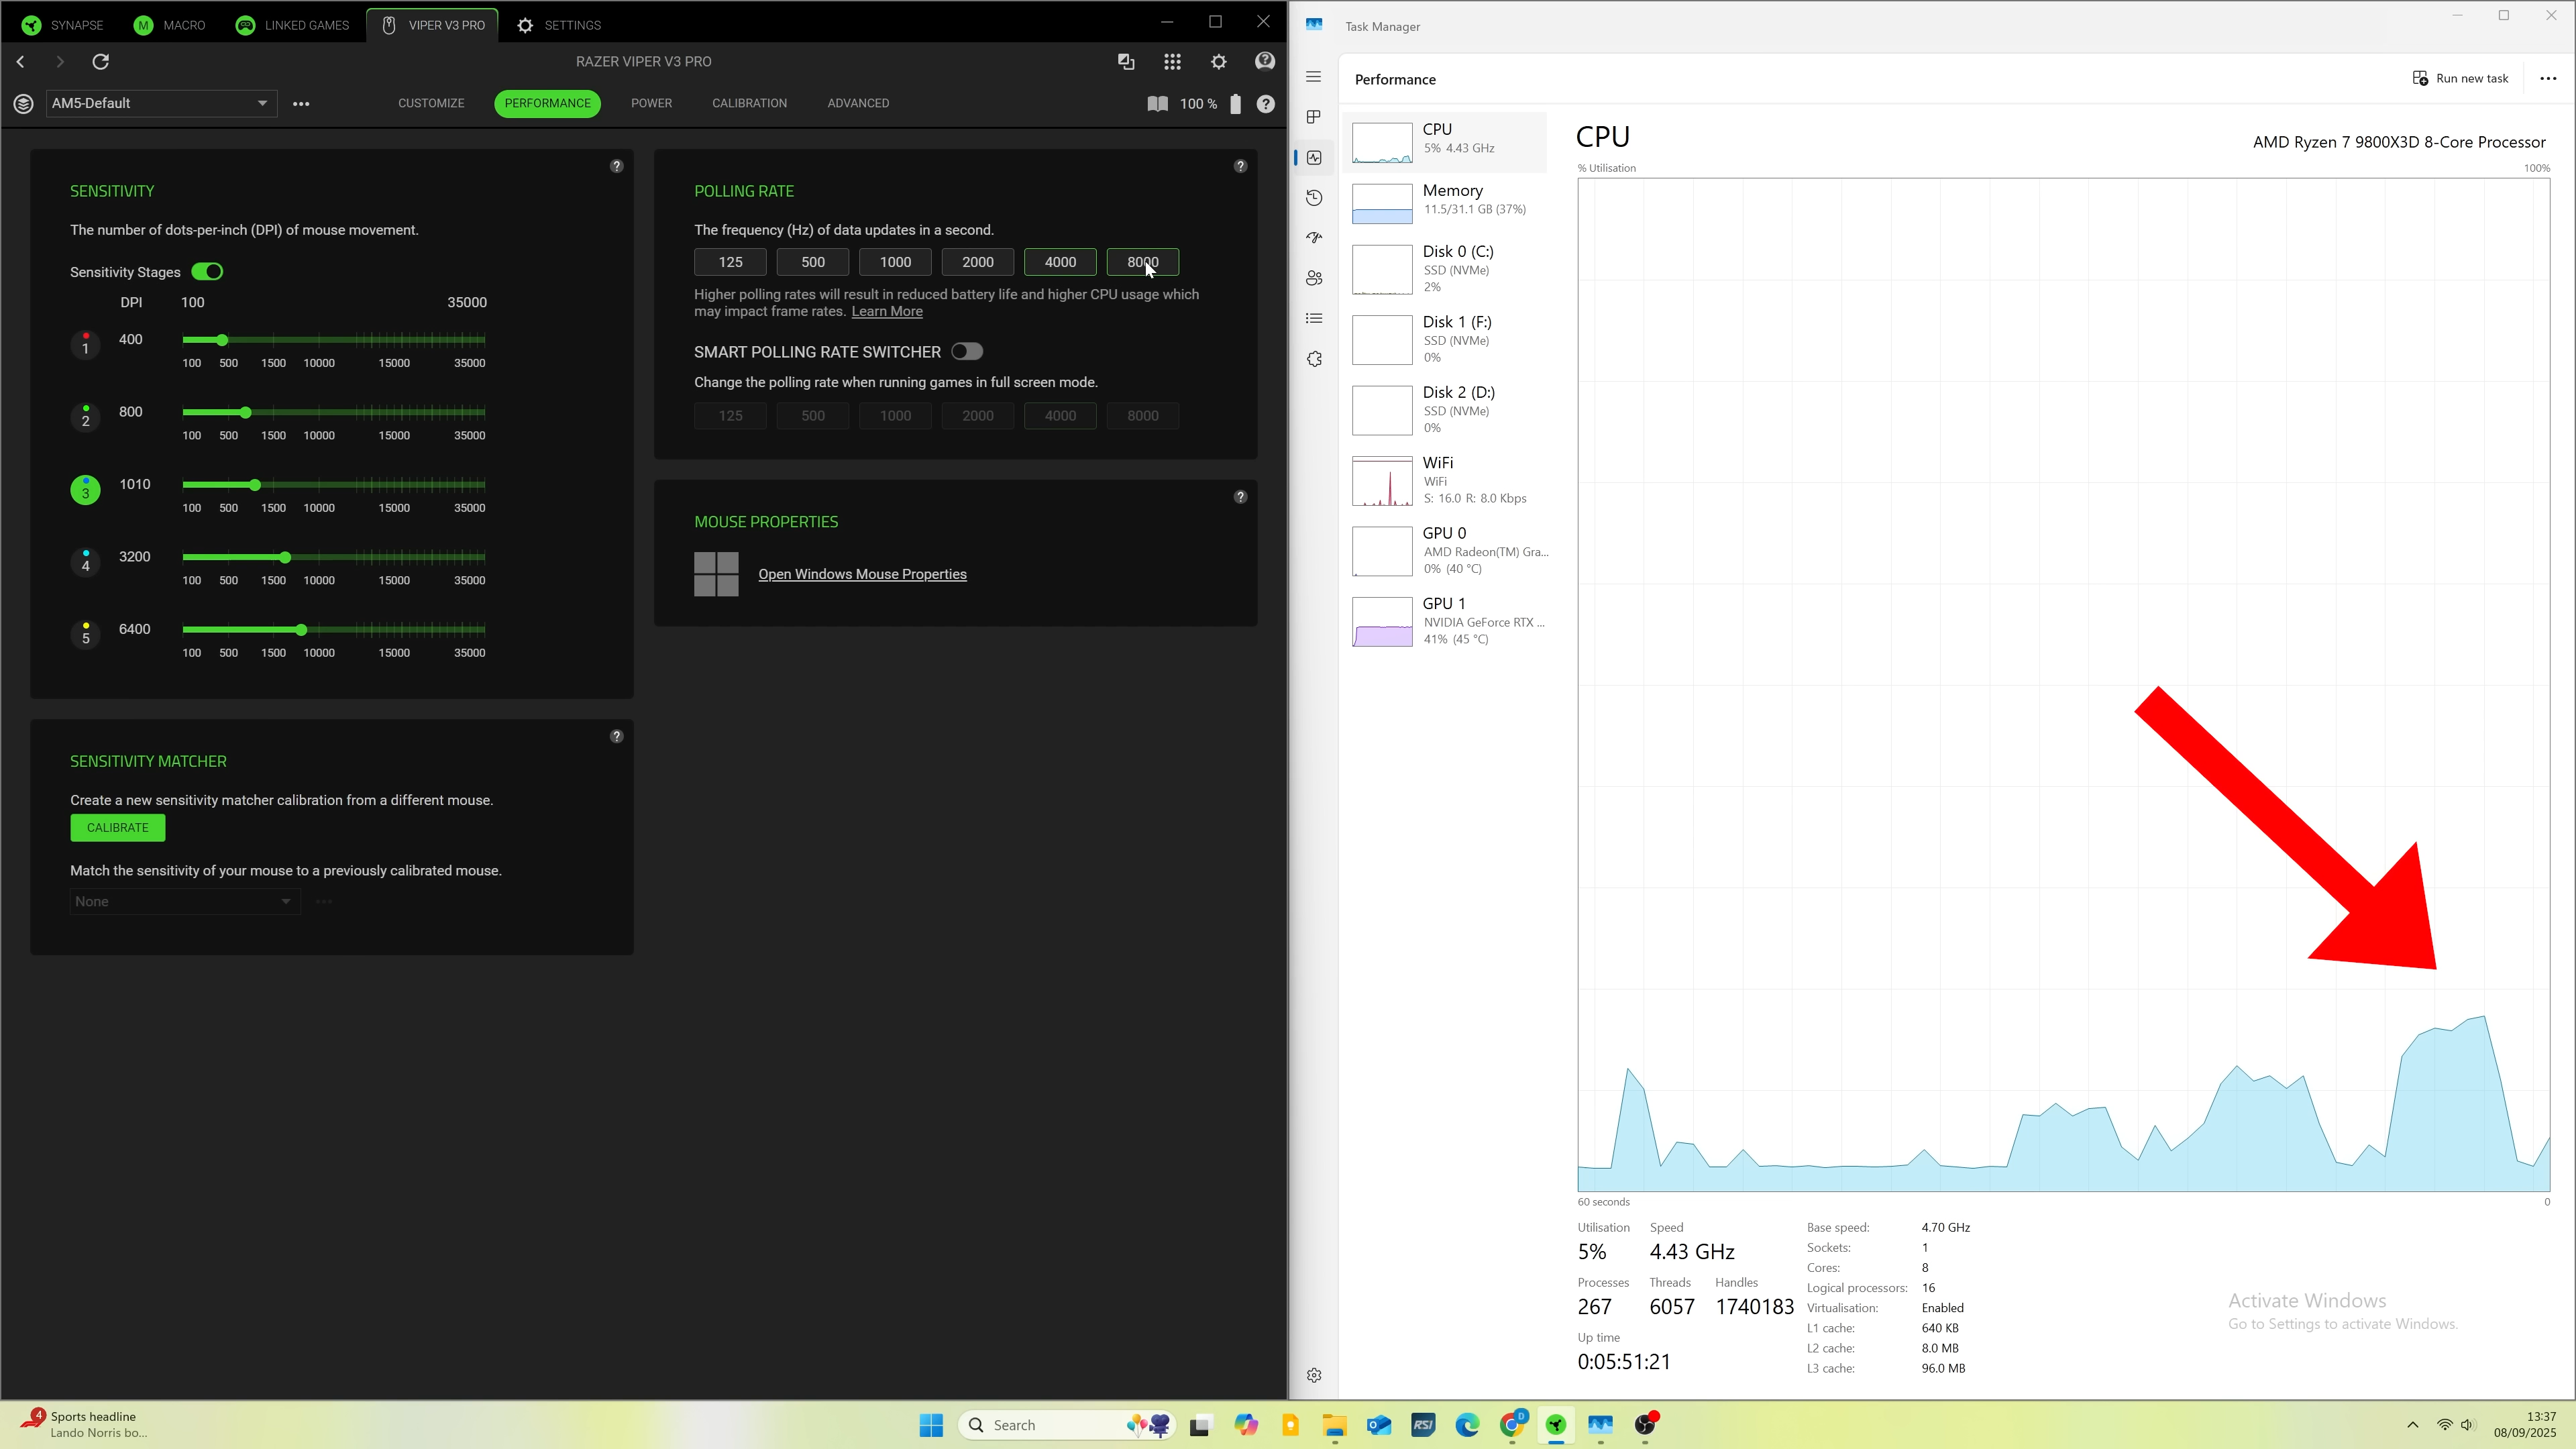 SYNAPSE
M MACRO
LINKED GAMES
VIPER V3 PRO
SETTINGS
RAZER VIPER V3 PRO
AM5-Default
CUSTOMIZE
PERFORMANCE
POWER
CALIBRATION
ADVANCED
100 %
SENSITIVITY
The number of dots-per-inch (DPI) of mouse movement.
Sensitivity Stages
DPI 100 35000
1 400
100 500 1500 10000 15000 35000
2 800
100 500 1500 10000 15000 35000
3 1010
100 500 1500 10000 15000 35000
4 3200
100 500 1500 10000 15000 35000
5 6400
100 500 1500 10000 15000 35000
SENSITIVITY MATCHER
Create a new sensitivity matcher calibration from a different mouse.
CALIBRATE
Match the sensitivity of your mouse to a previously calibrated mouse.
None
POLLING RATE
The frequency (Hz) of data updates in a second.
125 500 1000 2000 4000 8000
Higher polling rates will result in reduced battery life and higher CPU usage which
may impact frame rates. Learn More
SMART POLLING RATE SWITCHER
Change the polling rate when running games in full screen mode.
125 500 1000 2000 4000 8000
MOUSE PROPERTIES
Open Windows Mouse Properties
Task Manager
Performance
Run new task
CPU
5% 4.43 GHz
Memory
11.5/31.1 GB (37%)
Disk 0 (C:)
SSD (NVMe)
2%
Disk 1 (F:)
SSD (NVMe)
0%
Disk 2 (D:)
SSD (NVMe)
0%
WiFi
WiFi
S: 16.0 R: 8.0 Kbps
GPU 0
AMD Radeon(TM) Gra...
0% (40 °C)
GPU 1
NVIDIA GeForce RTX ...
41% (45 °C)
CPU
AMD Ryzen 7 9800X3D 8-Core Processor
% Utilisation 100%
60 seconds 0
Utilisation Speed
5% 4.43 GHz
Processes Threads Handles
267 6057 1740183
Up time
0:05:51:21
Base speed: 4.70 GHz
Sockets: 1
Cores: 8
Logical processors: 16
Virtualisation: Enabled
L1 cache: 640 KB
L2 cache: 8.0 MB
L3 cache: 96.0 MB
Activate Windows
Go to Settings to activate Windows.
4
Sports headline
Lando Norris bo...
Search
RSI
D
13:37
08/09/2025